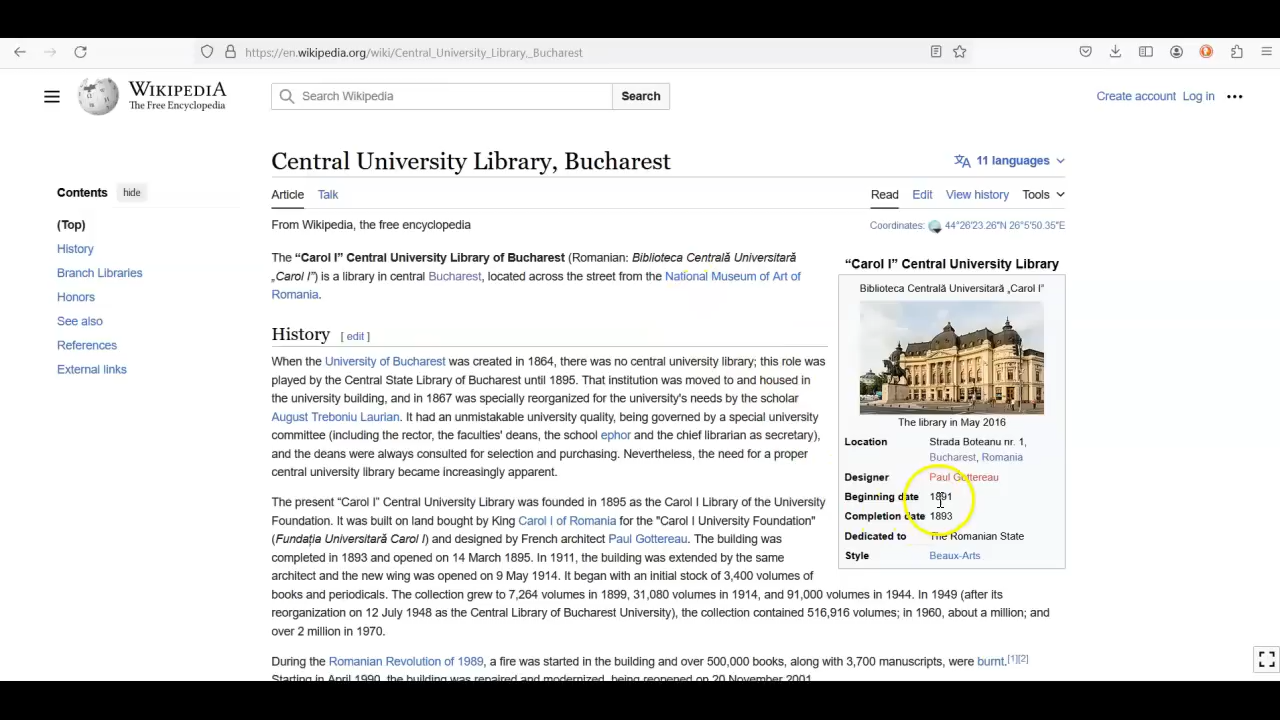 https://en.wikipedia.org/wiki/Central_University_Library,_Bucharest
WIKIPEDIA
The Free Encyclopedia
Search Wikipedia
Search
Create account Log in
Contents hide
(Top)
History
Branch Libraries
Honors
See also
References
External links
Central University Library, Bucharest
11 languages
Article Talk
Read Edit View history Tools
From Wikipedia, the free encyclopedia
Coordinates: 44°26′23.26″N 26°5′50.35″E
The “Carol I” Central University Library of Bucharest (Romanian: Biblioteca Centrală Universitară
„Carol I”) is a library in central Bucharest, located across the street from the National Museum of Art of
Romania.
History [ edit ]
When the University of Bucharest was created in 1864, there was no central university library; this role was
played by the Central State Library of Bucharest until 1895. That institution was moved to and housed in
the university building, and in 1867 was specially reorganized for the university's needs by the scholar
August Treboniu Laurian. It had an unmistakable university quality, being governed by a special university
committee (including the rector, the faculties' deans, the school ephor and the chief librarian as secretary),
and the deans were always consulted for selection and purchasing. Nevertheless, the need for a proper
central university library became increasingly apparent.
The present “Carol I” Central University Library was founded in 1895 as the Carol I Library of the University
Foundation. It was built on land bought by King Carol I of Romania for the "Carol I University Foundation"
(Fundația Universitară Carol I) and designed by French architect Paul Gottereau. The building was
completed in 1893 and opened on 14 March 1895. In 1911, the building was extended by the same
architect and the new wing was opened on 9 May 1914. It began with an initial stock of 3,400 volumes of
books and periodicals. The collection grew to 7,264 volumes in 1899, 31,080 volumes in 1914, and 91,000 volumes in 1944. In 1949 (after its
reorganization on 12 July 1948 as the Central Library of Bucharest University), the collection contained 516,916 volumes; in 1960, about a million; and
over 2 million in 1970.
During the Romanian Revolution of 1989, a fire was started in the building and over 500,000 books, along with 3,700 manuscripts, were burnt.[1][2]
Starting in April 1990, the building was repaired and modernized, being reopened on 20 November 2001.
“Carol I” Central University Library
Biblioteca Centrală Universitară „Carol I”
The library in May 2016
Location Strada Boteanu nr. 1,
Bucharest, Romania
Designer Paul Gottereau
Beginning date 1891
Completion date 1893
Dedicated to The Romanian State
Style Beaux-Arts